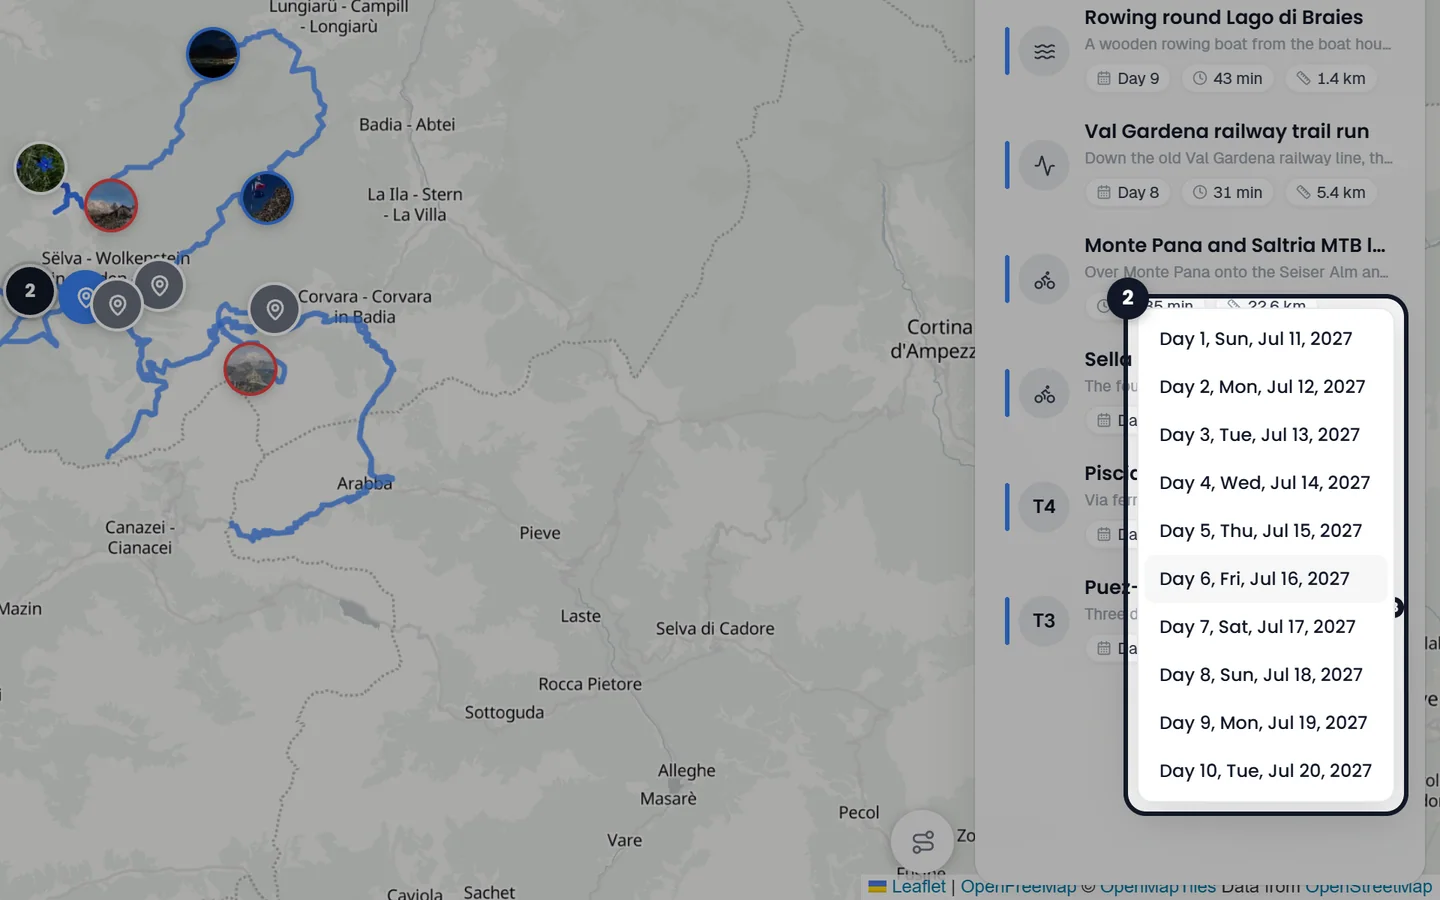 Lungiarü - Campill
- Longiarù
Badia - Abtei
La Ila - Stern
- La Villa
Sëlva - Wolkenstein
2
Corvara - Corvara
in Badia
Cortina
Arabba
Canazei -
Cianacei
Pieve
Mazin
Laste
Selva di Cadore
Rocca Pietore
Sottoguda
Alleghe
Masarè
Pecol
Vare
Caviola
Sachet
Rowing round Lago di Braies
A wooden rowing boat from the boat hou...
Day 9
43 min
1.4 km
Val Gardena railway trail run
Down the old Val Gardena railway line, th...
Day 8
31 min
5.4 km
Monte Pana and Saltria MTB l...
Over Monte Pana onto the Seiser Alm an...
22.6 km
2
Sella
The
T4
Via
T3
Three
Day 1, Sun, Jul 11, 2027
Day 2, Mon, Jul 12, 2027
Day 3, Tue, Jul 13, 2027
Day 4, Wed, Jul 14, 2027
Day 5, Thu, Jul 15, 2027
Day 6, Fri, Jul 16, 2027
Day 7, Sat, Jul 17, 2027
Day 8, Sun, Jul 18, 2027
Day 9, Mon, Jul 19, 2027
Day 10, Tue, Jul 20, 2027
Leaflet | OpenFreeMap © OpenMapTiles Data from OpenStreetMap